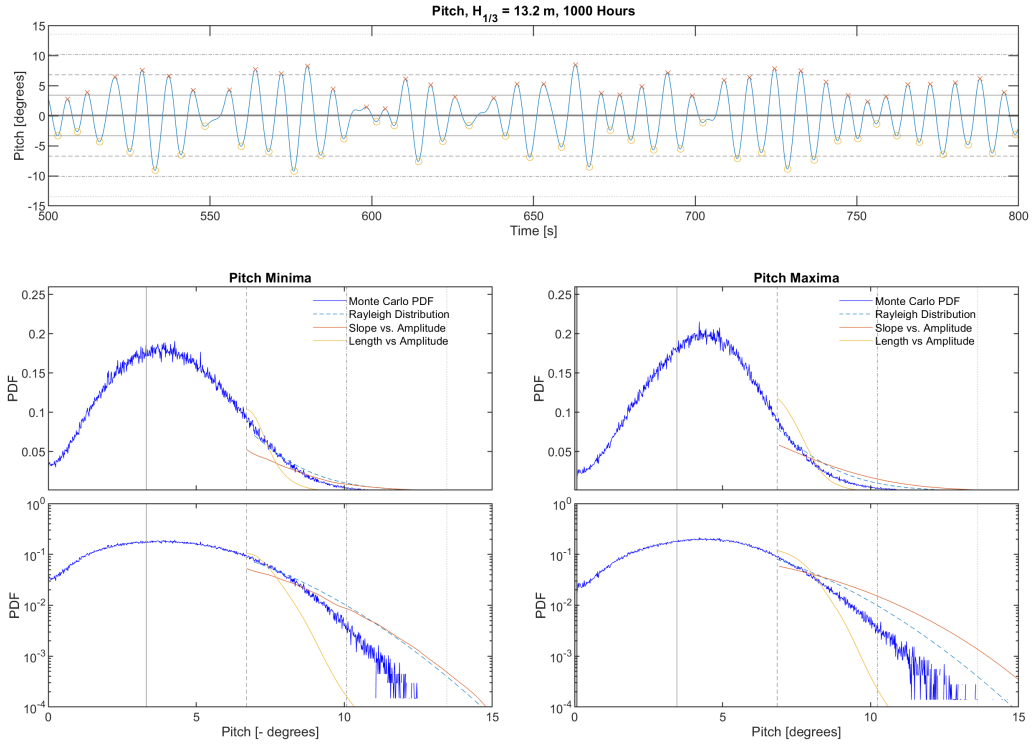 Pitch, H1/3 = 13.2 m, 1000 Hours
Pitch [degrees]
15
10
5
0
-5
-10
-15
500
550
600
650
700
750
800
Time [s]
Pitch Minima
PDF
0.25
0.2
0.15
0.1
0.05
Monte Carlo PDF
Rayleigh Distribution
Slope vs. Amplitude
Length vs Amplitude
Pitch Maxima
PDF
0.25
0.2
0.15
0.1
0.05
Monte Carlo PDF
Rayleigh Distribution
Slope vs. Amplitude
Length vs Amplitude
PDF
10^0
10^-1
10^-2
10^-3
10^-4
0
5
10
15
Pitch [- degrees]
PDF
10^0
10^-1
10^-2
10^-3
10^-4
0
5
10
15
Pitch [degrees]